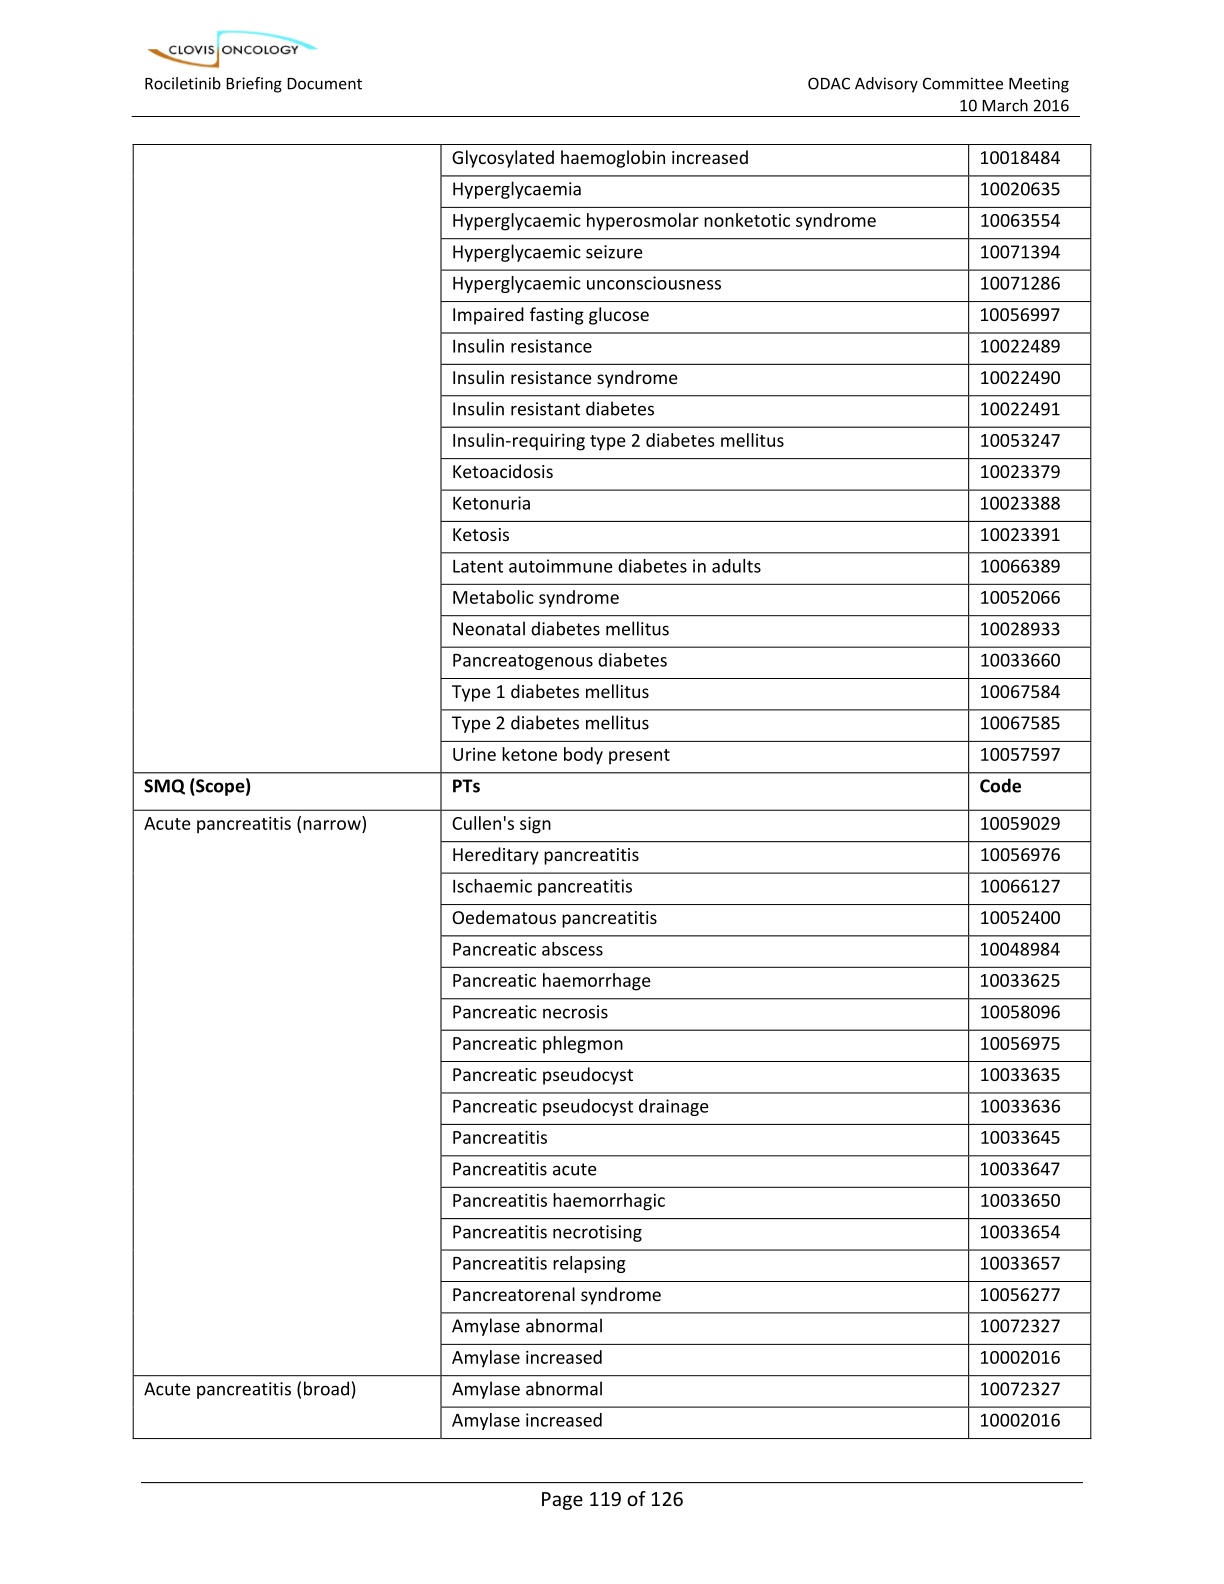 CLOVIS ONCOLOGY
Rociletinib Briefing Document ODAC Advisory Committee Meeting
10 March 2016
Glycosylated haemoglobin increased 10018484
Hyperglycaemia 10020635
Hyperglycaemic hyperosmolar nonketotic syndrome 10063554
Hyperglycaemic seizure 10071394
Hyperglycaemic unconsciousness 10071286
Impaired fasting glucose 10056997
Insulin resistance 10022489
Insulin resistance syndrome 10022490
Insulin resistant diabetes 10022491
Insulin-requiring type 2 diabetes mellitus 10053247
Ketoacidosis 10023379
Ketonuria 10023388
Ketosis 10023391
Latent autoimmune diabetes in adults 10066389
Metabolic syndrome 10052066
Neonatal diabetes mellitus 10028933
Pancreatogenous diabetes 10033660
Type 1 diabetes mellitus 10067584
Type 2 diabetes mellitus 10067585
Urine ketone body present 10057597
SMQ (Scope) PTs Code
Acute pancreatitis (narrow) Cullen's sign 10059029
Hereditary pancreatitis 10056976
Ischaemic pancreatitis 10066127
Oedematous pancreatitis 10052400
Pancreatic abscess 10048984
Pancreatic haemorrhage 10033625
Pancreatic necrosis 10058096
Pancreatic phlegmon 10056975
Pancreatic pseudocyst 10033635
Pancreatic pseudocyst drainage 10033636
Pancreatitis 10033645
Pancreatitis acute 10033647
Pancreatitis haemorrhagic 10033650
Pancreatitis necrotising 10033654
Pancreatitis relapsing 10033657
Pancreatorenal syndrome 10056277
Amylase abnormal 10072327
Amylase increased 10002016
Acute pancreatitis (broad) Amylase abnormal 10072327
Amylase increased 10002016
Page 119 of 126